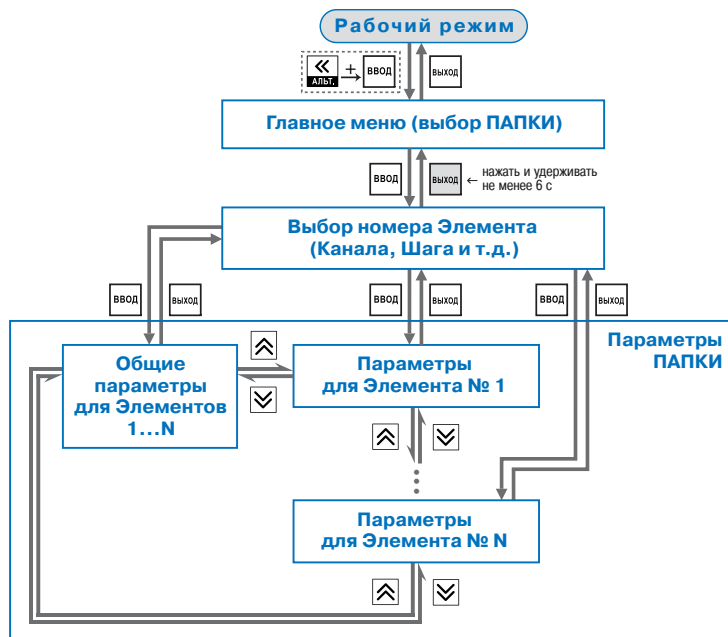 Рабочий режим
АЛЬТ.
+
ВВОД
ВЫХОД
Главное меню (выбор ПАПКИ)
ВВОД
ВЫХОД
нажать и удерживать
не менее 6 с
Выбор номера Элемента
(Канала, Шага и т.д.)
ВВОД
ВЫХОД
ВВОД
ВЫХОД
ВВОД
ВЫХОД
Параметры
ПАПКИ
Общие
параметры
для Элементов
1...N
Параметры
для Элемента № 1
Параметры
для Элемента № N